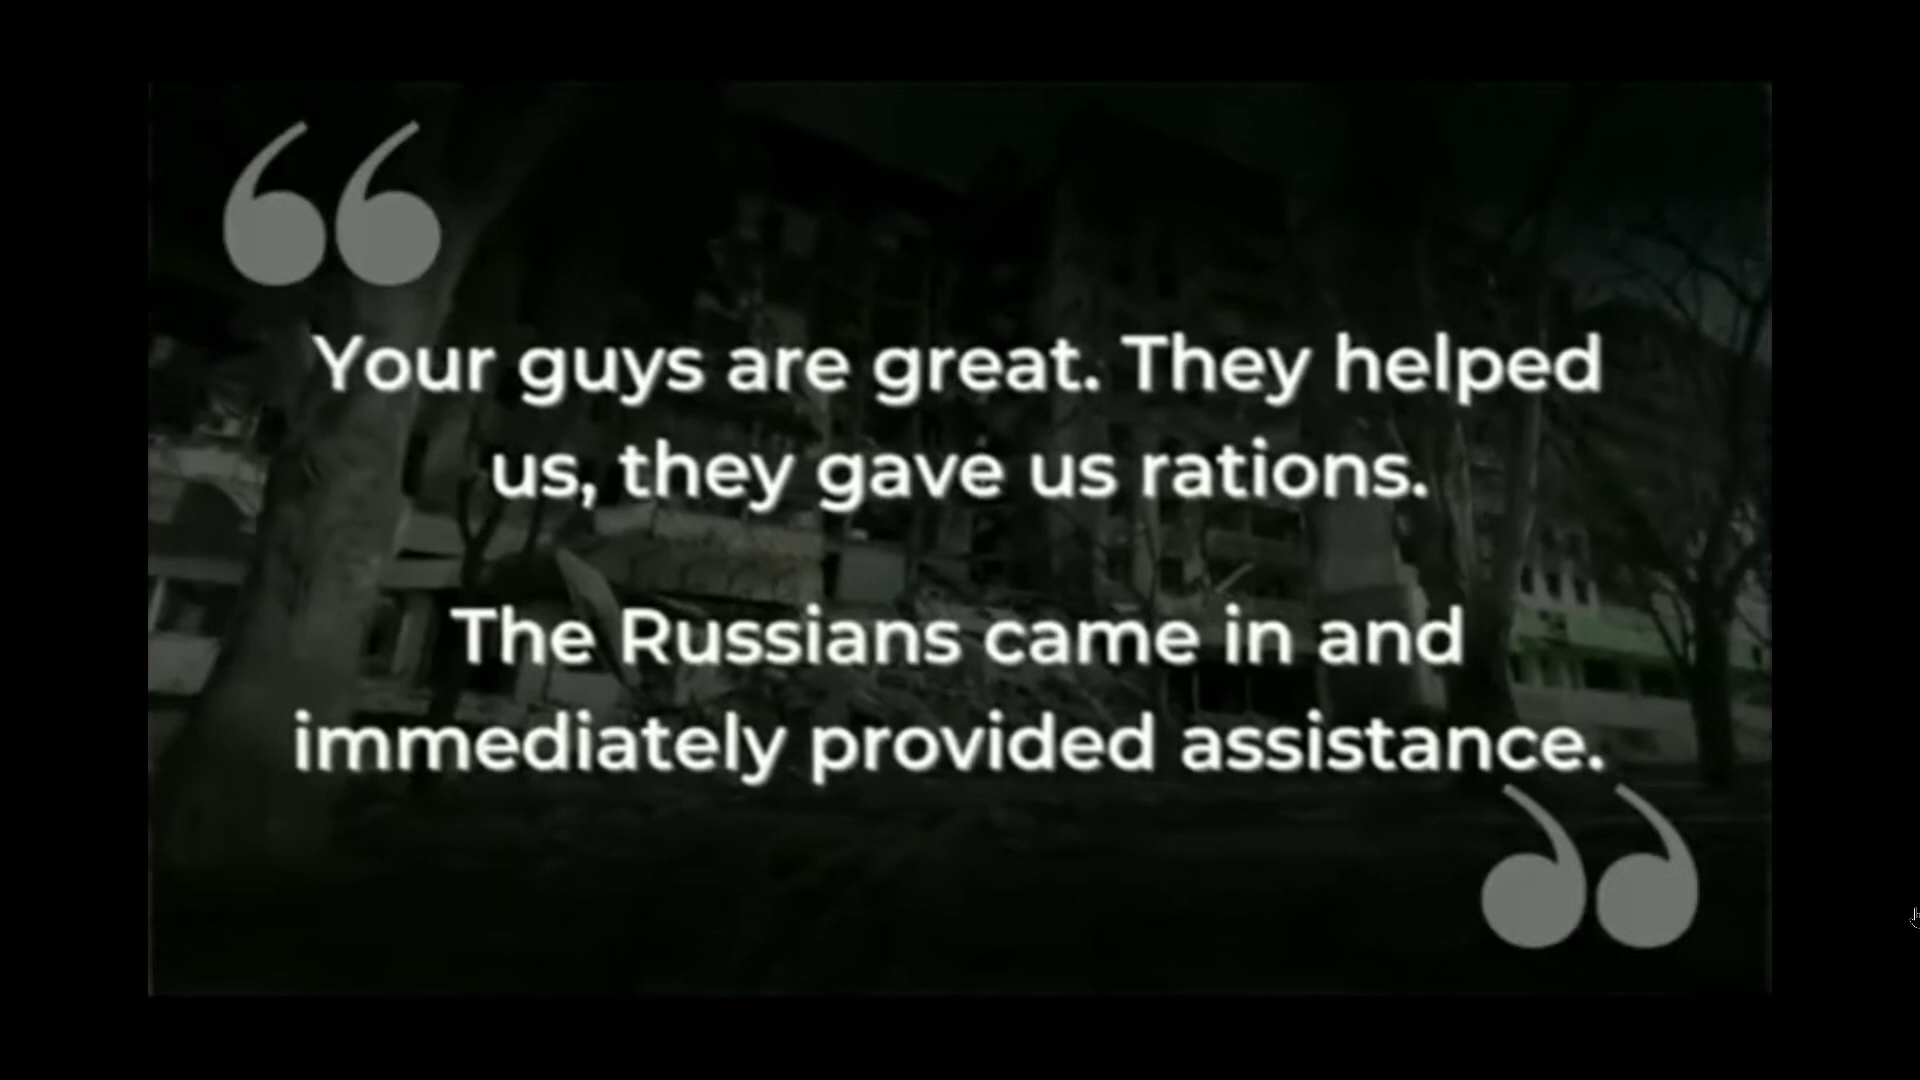 “
Your guys are great. They helped
us, they gave us rations.
The Russians came in and
immediately provided assistance.
”